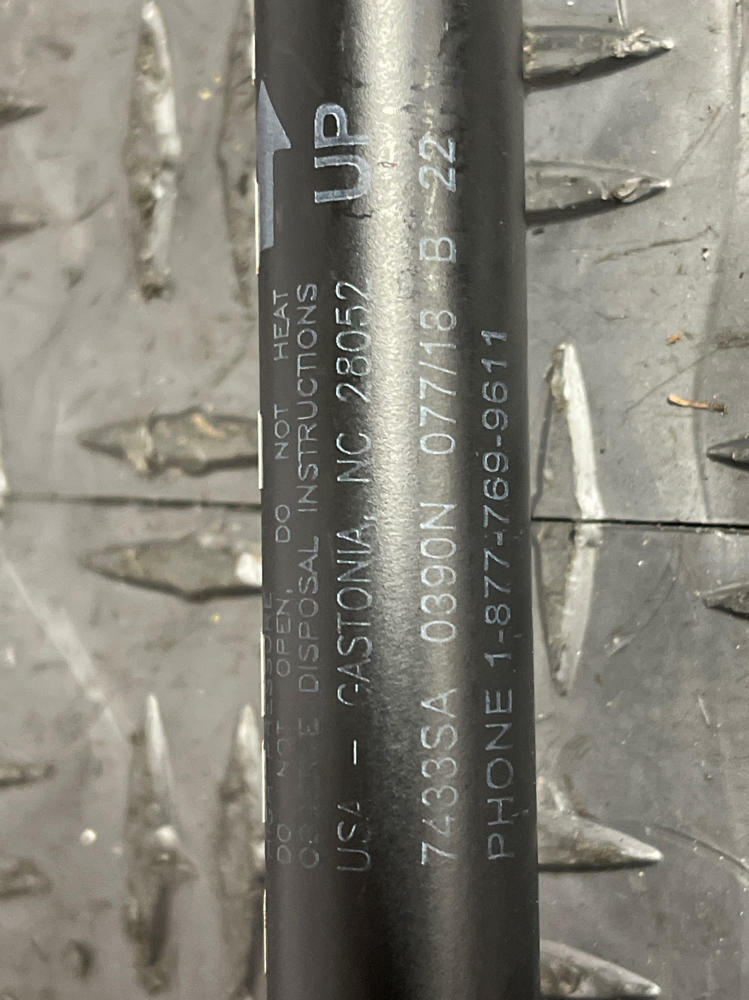 UP
PRESSURE
DO NOT OPEN, DO NOT HEAT
DISPOSAL INSTRUCTIONS
USA - GASTONIA, NC 28052
7433SA 0390N 077/18 B 22
PHONE 1-877-769-9611